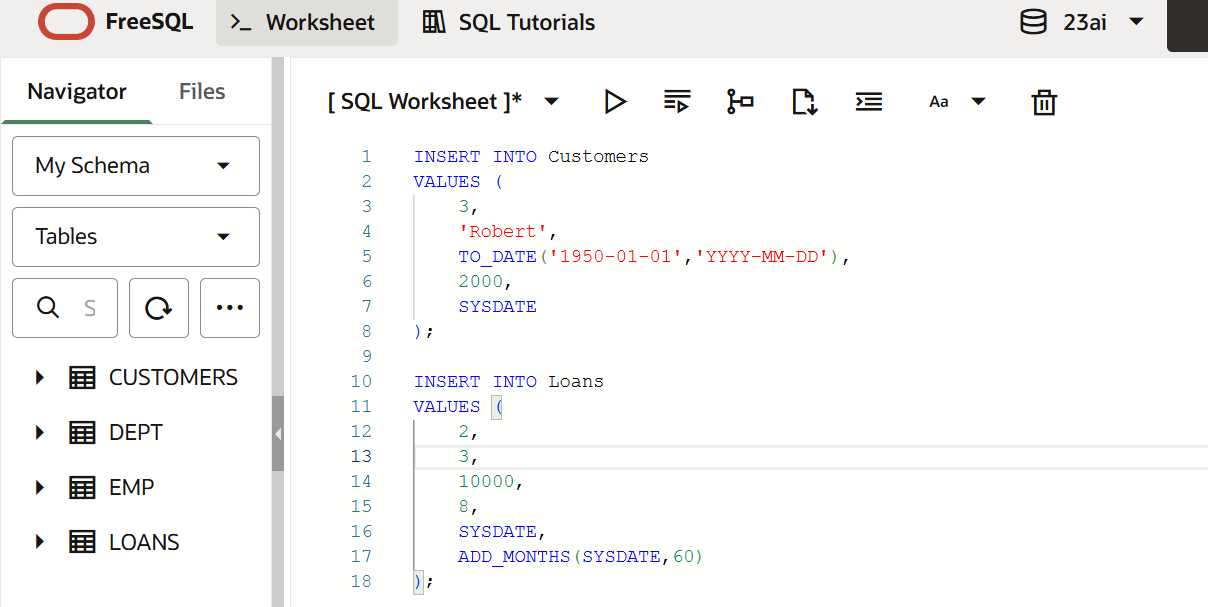 FreeSQL
>_ Worksheet
SQL Tutorials
23ai
Navigator
Files
My Schema
Tables
S
CUSTOMERS
DEPT
EMP
LOANS
[ SQL Worksheet ]*
Aa
1 INSERT INTO Customers
2 VALUES (
3     3,
4     'Robert',
5     TO_DATE('1950-01-01','YYYY-MM-DD'),
6     2000,
7     SYSDATE
8 );
9
10 INSERT INTO Loans
11 VALUES (
12     2,
13     3,
14     10000,
15     8,
16     SYSDATE,
17     ADD_MONTHS(SYSDATE,60)
18 );